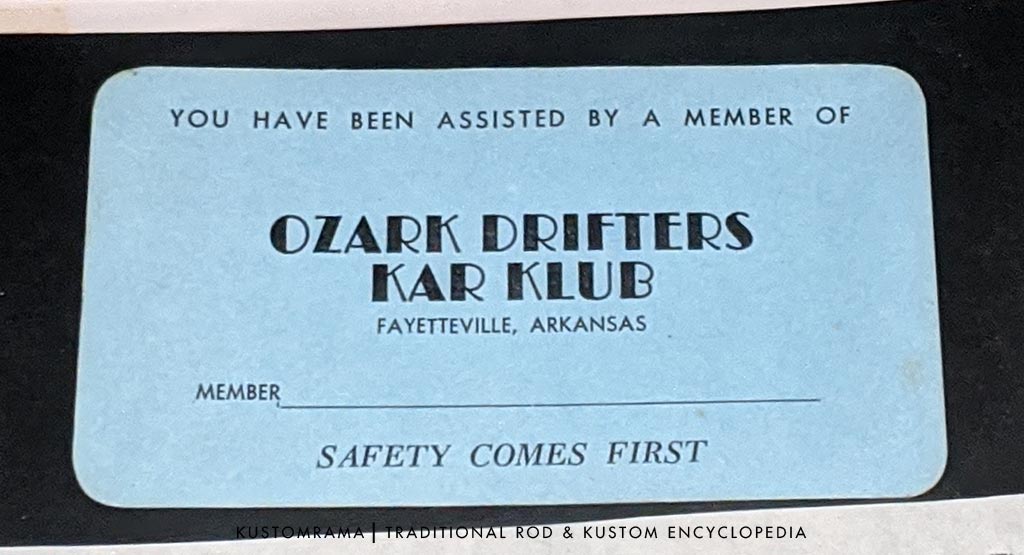 YOU HAVE BEEN ASSISTED BY A MEMBER OF
OZARK DRIFTERS
KAR KLUB
FAYETTEVILLE, ARKANSAS
MEMBER
SAFETY COMES FIRST
KUSTOMRAMA | TRADITIONAL ROD & KUSTOM ENCYCLOPEDIA